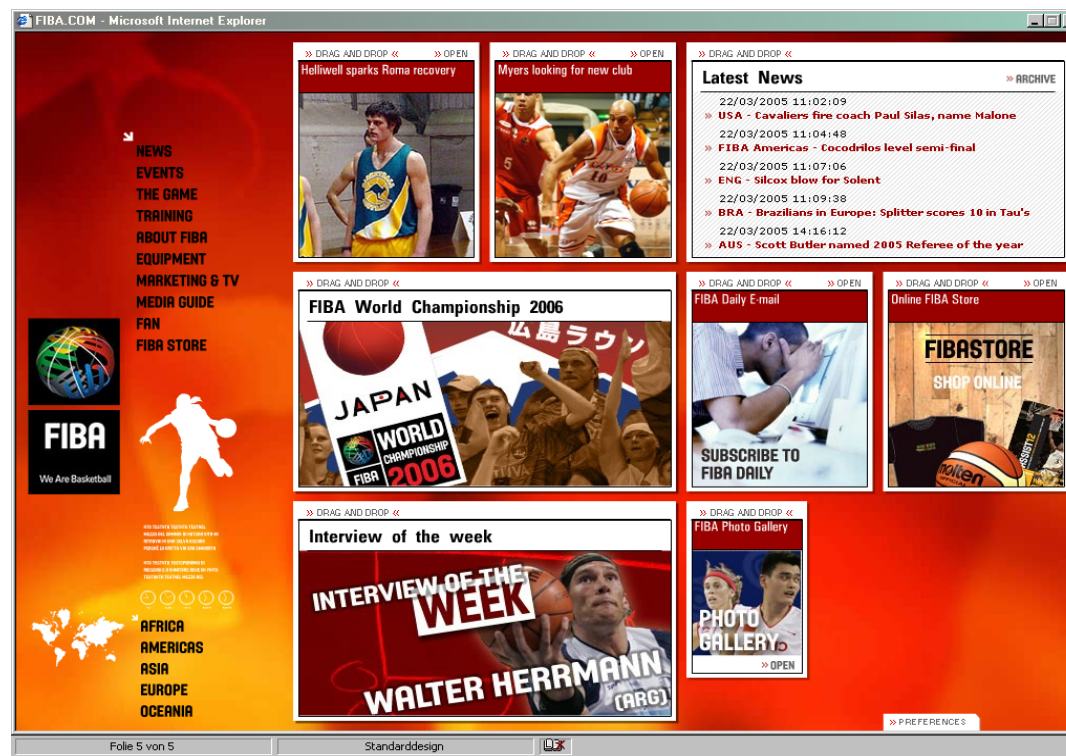 FIBA.COM - Microsoft Internet Explorer
NEWS
EVENTS
THE GAME
TRAINING
ABOUT FIBA
EQUIPMENT
MARKETING & TV
MEDIA GUIDE
FAN
FIBA STORE
FIBA
We Are Basketball
AFRICA
AMERICAS
ASIA
EUROPE
OCEANIA
» DRAG AND DROP « » OPEN
Helliwell sparks Roma recovery
» DRAG AND DROP « » OPEN
Myers looking for new club
10
5
» DRAG AND DROP «
Latest News » ARCHIVE
22/03/2005 11:02:09
» USA - Cavaliers fire coach Paul Silas, name Malone
22/03/2005 11:04:48
» FIBA Americas - Cocodrilos level semi-final
22/03/2005 11:07:06
» ENG - Silcox blow for Solent
22/03/2005 11:09:38
» BRA - Brazilians in Europe: Splitter scores 10 in Tau's
22/03/2005 14:16:12
» AUS - Scott Butler named 2005 Referee of the year
» DRAG AND DROP «
FIBA World Championship 2006
広島ラウン
JAPAN
WORLD
CHAMPIONSHIP
FIBA 2006
» DRAG AND DROP « » OPEN
FIBA Daily E-mail
SUBSCRIBE TO
FIBA DAILY
» DRAG AND DROP « » OPEN
Online FIBA Store
FIBASTORE
SHOP ONLINE
ASSIST12
molten
» DRAG AND DROP «
Interview of the week
INTERVIEW OF THE
WEEK
WALTER HERRMANN
(ARG)
» DRAG AND DROP «
FIBA Photo Gallery
PHOTO
GALLERY
» OPEN
» PREFERENCES
Folie 5 von 5
Standarddesign